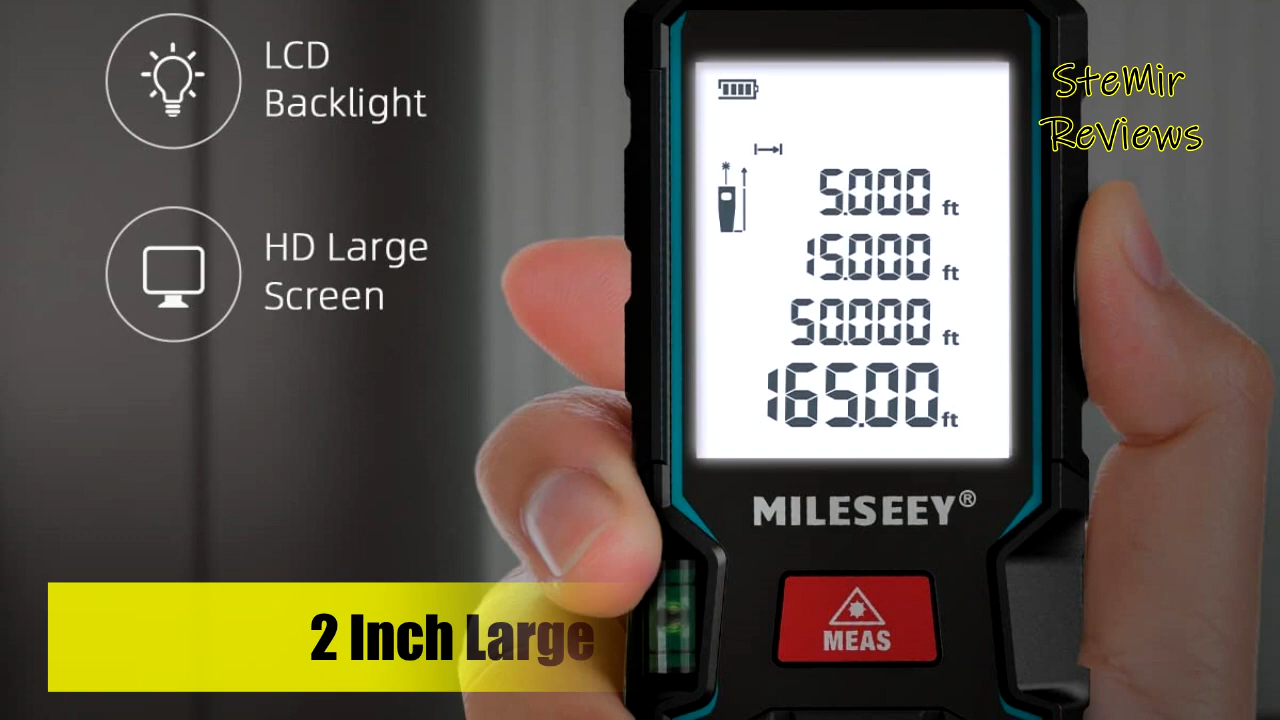 LCD
Backlight
HD Large
Screen
SteMir
ReViews
5.000 ft
15.000 ft
50.000 ft
165.00 ft
MILESEEY®
MEAS
2 Inch Large